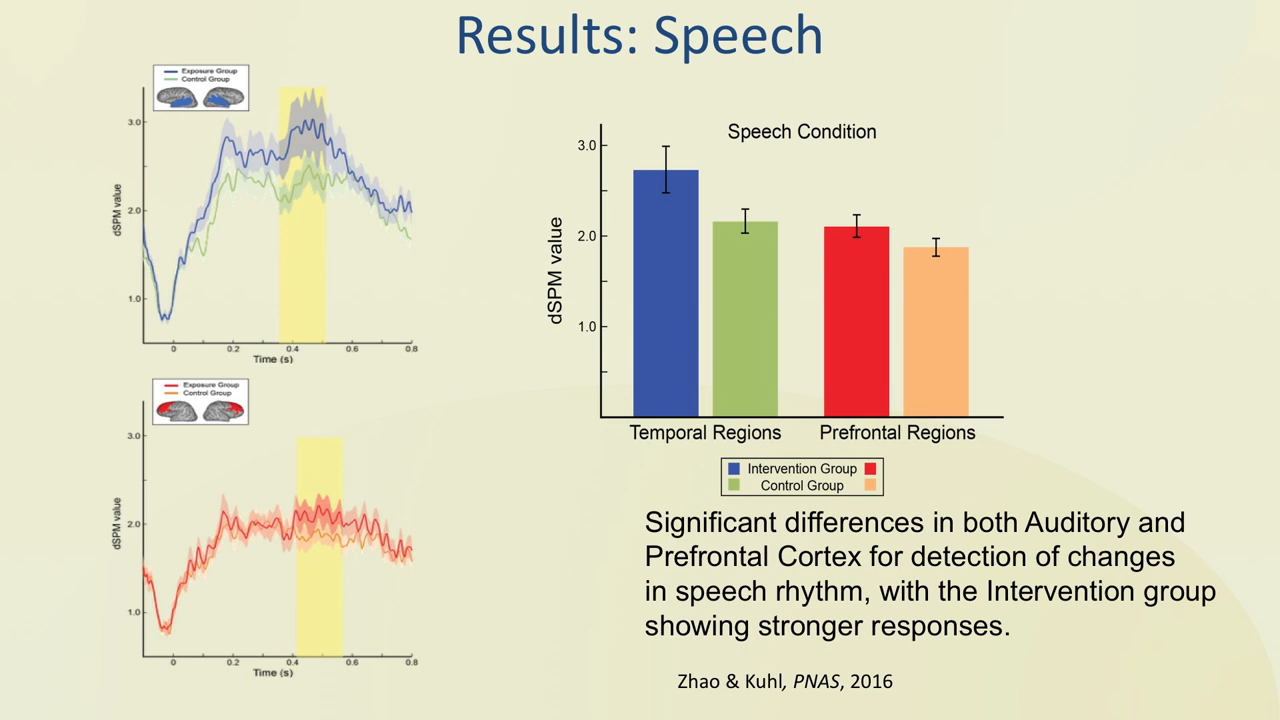 Results: Speech
Exposure Group
Control Group
3.0
2.0
1.0
dSPM value
0 0.2 0.4 0.6 0.8
Time (s)
Exposure Group
Control Group
3.0
2.0
1.0
dSPM value
0 0.2 0.4 0.6 0.8
Time (s)
Speech Condition
3.0
2.0
1.0
dSPM value
Temporal Regions Prefrontal Regions
Intervention Group
Control Group
Significant differences in both Auditory and
Prefrontal Cortex for detection of changes
in speech rhythm, with the Intervention group
showing stronger responses.
Zhao & Kuhl, PNAS, 2016